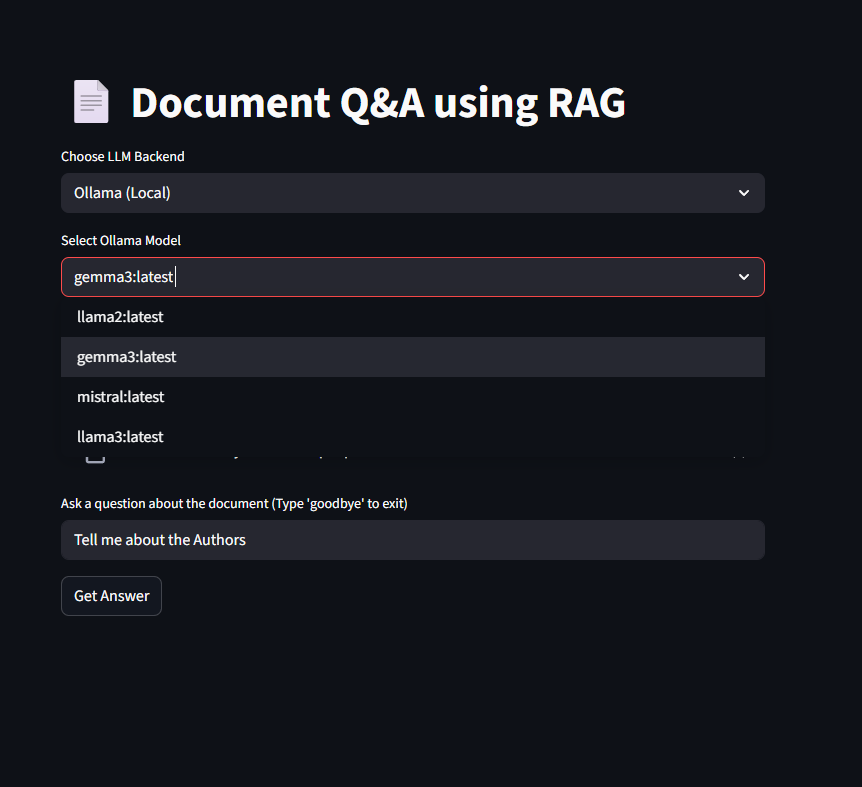 Document Q&A using RAG
Choose LLM Backend
Ollama (Local)
Select Ollama Model
gemma3:latest
llama2:latest
gemma3:latest
mistral:latest
llama3:latest
Ask a question about the document (Type 'goodbye' to exit)
Tell me about the Authors
Get Answer